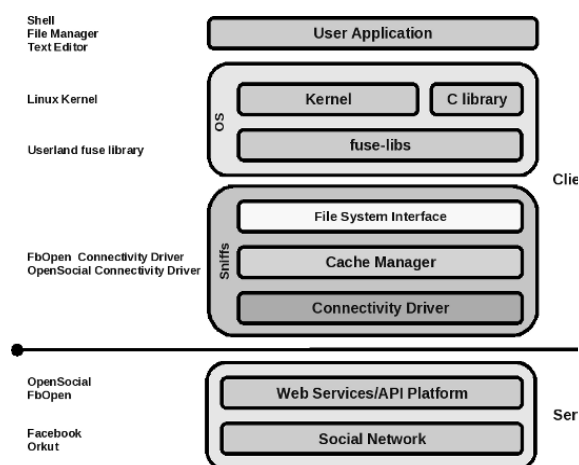 Shell
File Manager
Text Editor
User Application
Linux Kernel
Kernel
C library
OS
Userland fuse library
fuse-libs
Clie
File System Interface
FbOpen Connectivity Driver
OpenSocial Connectivity Driver
Sniffs
Cache Manager
Connectivity Driver
OpenSocial
FbOpen
Web Services/API Platform
Ser
Facebook
Orkut
Social Network